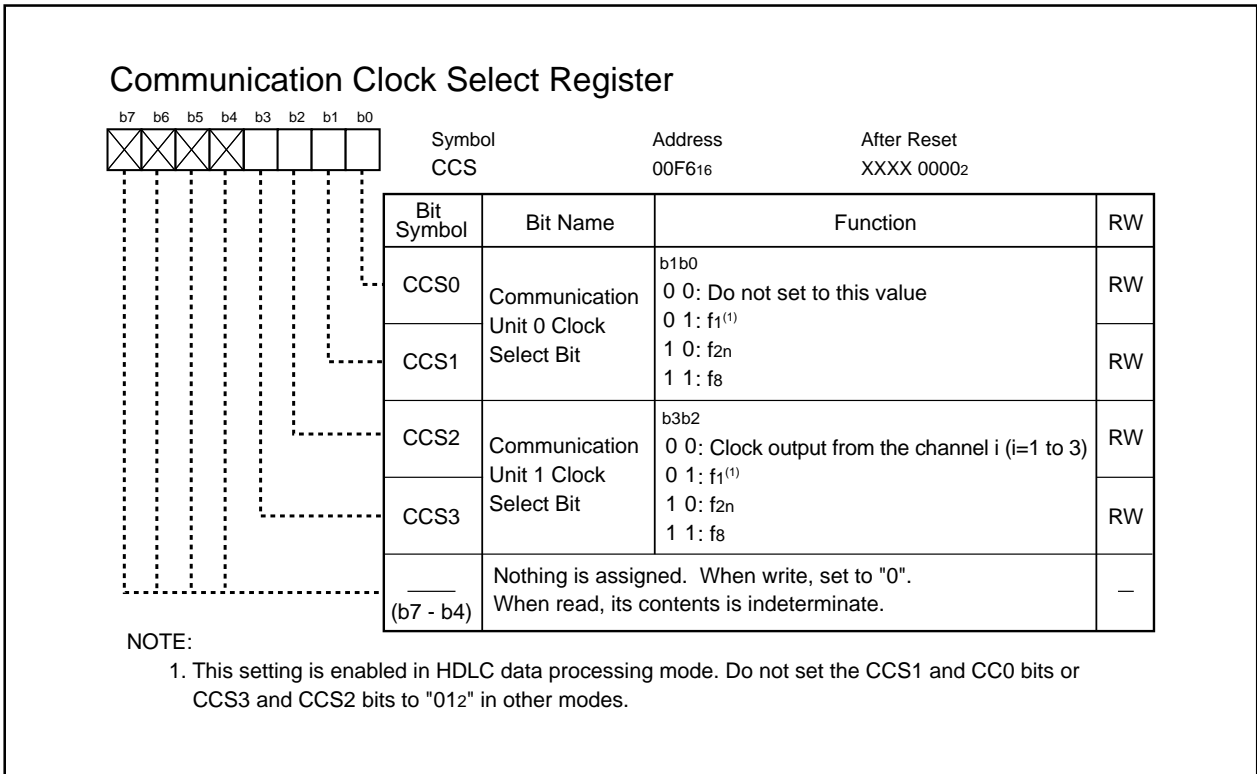 Communication Clock Select Register
b7 b6 b5 b4 b3 b2 b1 b0
Symbol Address After Reset
CCS 00F616 XXXX 00002
Bit Symbol Bit Name Function RW
CCS0 RW
CCS1 RW
Communication
Unit 0 Clock
Select Bit
b1b0
0 0: Do not set to this value
0 1: f1(1)
1 0: f2n
1 1: f8
CCS2 RW
CCS3 RW
Communication
Unit 1 Clock
Select Bit
b3b2
0 0: Clock output from the channel i (i=1 to 3)
0 1: f1(1)
1 0: f2n
1 1: f8
(b7 - b4)
Nothing is assigned. When write, set to "0".
When read, its contents is indeterminate.
—
NOTE:
1. This setting is enabled in HDLC data processing mode. Do not set the CCS1 and CC0 bits or
CCS3 and CCS2 bits to "012" in other modes.